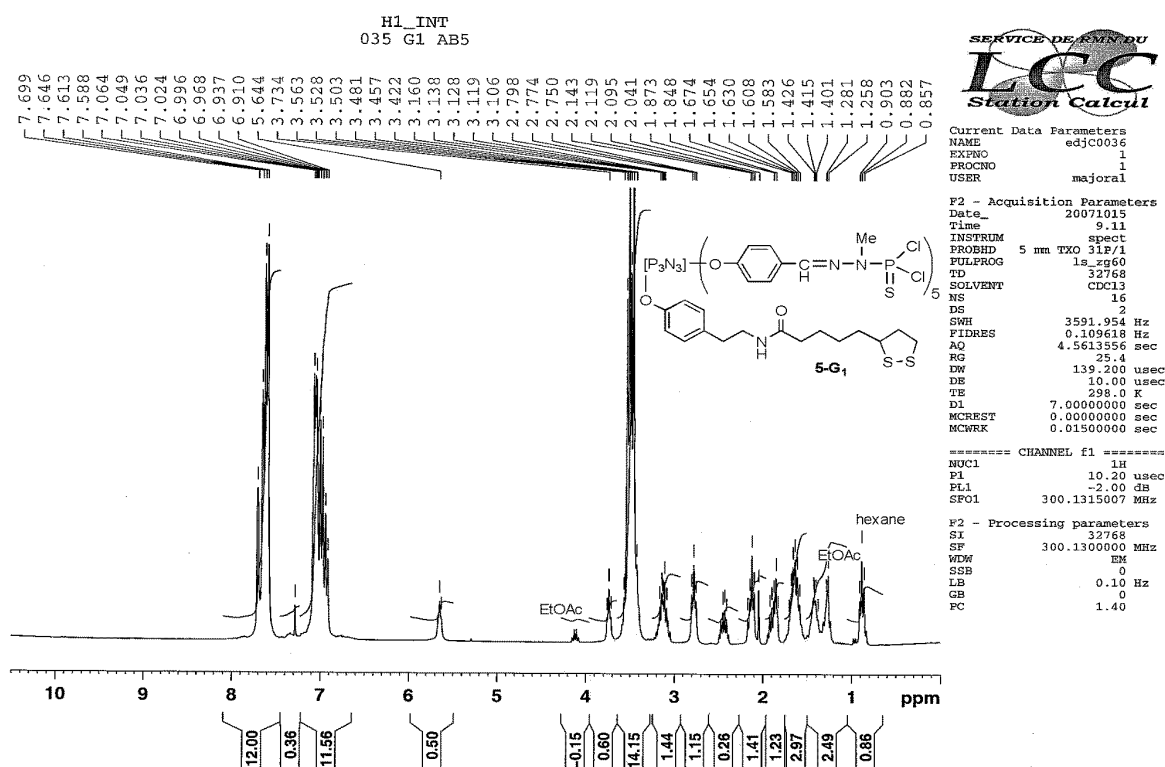 H1_INT
035 G1 AB5
7.699
7.646
7.613
7.588
7.064
7.049
7.036
7.024
6.996
6.968
6.937
6.910
5.644
3.734
3.563
3.528
3.503
3.481
3.457
3.422
3.160
3.138
3.128
3.119
3.106
2.798
2.774
2.750
2.143
2.119
2.095
2.041
1.873
1.848
1.674
1.654
1.630
1.608
1.583
1.426
1.415
1.401
1.281
1.258
0.903
0.882
0.857
SERVICE DE RMN DU
LCC
Station Calcul
Current Data Parameters
NAME edjC0036
EXPNO 1
PROCNO 1
USER majoral
F2 - Acquisition Parameters
Date_ 20071015
Time 9.11
INSTRUM spect
PROBHD 5 mm TXO 31P/1
PULPROG ls_zg60
TD 32768
SOLVENT CDCl3
NS 16
DS 2
SWH 3591.954 Hz
FIDRES 0.109618 Hz
AQ 4.5613556 sec
RG 25.4
DW 139.200 usec
DE 10.00 usec
TE 298.0 K
D1 7.00000000 sec
MCREST 0.00000000 sec
MCWRK 0.01500000 sec
======== CHANNEL f1 ========
NUC1 1H
P1 10.20 usec
PL1 -2.00 dB
SFO1 300.1315007 MHz
F2 - Processing parameters
SI 32768
SF 300.1300000 MHz
WDW EM
SSB 0
LB 0.10 Hz
GB 0
PC 1.40
[P3N3] O C H N N Me P S Cl Cl 5
O N H O S S
5-G1
EtOAc
EtOAc
hexane
10 9 8 7 6 5 4 3 2 1 ppm
12.00 0.36 11.56 0.50 -0.15 0.60 14.15 1.44 1.15 0.26 1.41 1.23 2.97 2.49 0.86